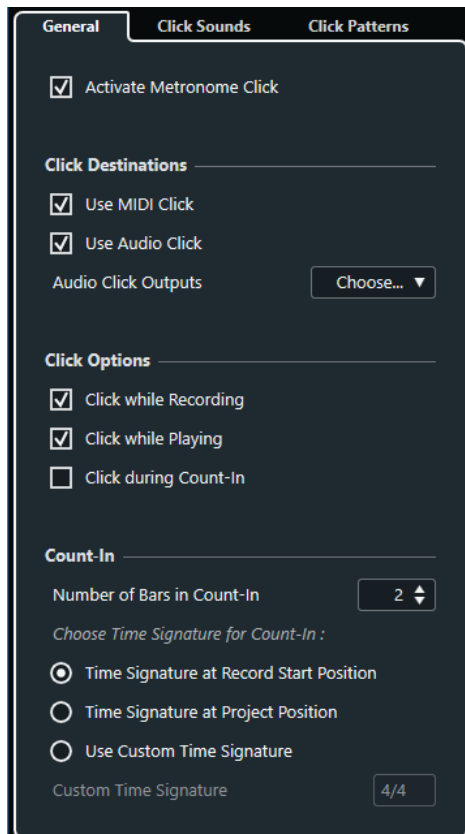 General Click Sounds Click Patterns
Activate Metronome Click
Click Destinations
Use MIDI Click
Use Audio Click
Audio Click Outputs Choose...
Click Options
Click while Recording
Click while Playing
Click during Count-In
Count-In
Number of Bars in Count-In 2
Choose Time Signature for Count-In :
Time Signature at Record Start Position
Time Signature at Project Position
Use Custom Time Signature
Custom Time Signature 4/4